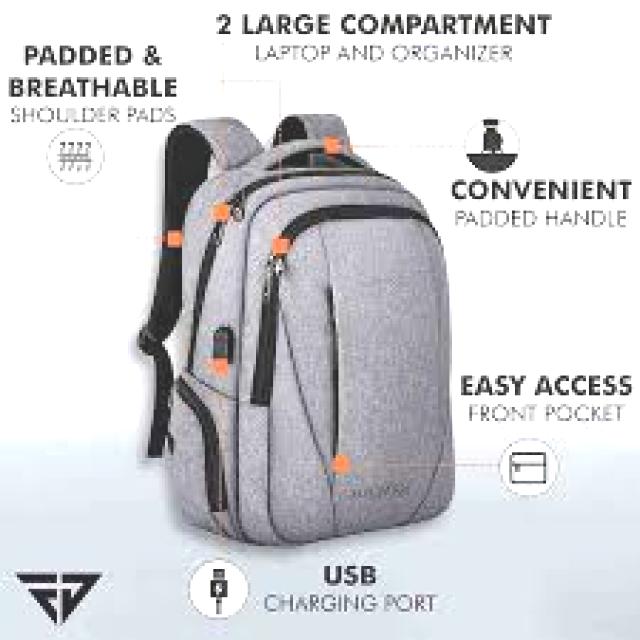 2 LARGE COMPARTMENT
LAPTOP AND ORGANIZER
PADDED &
BREATHABLE
SHOULDER PADS
CONVENIENT
PADDED HANDLE
EASY ACCESS
FRONT POCKET
USB
CHARGING PORT